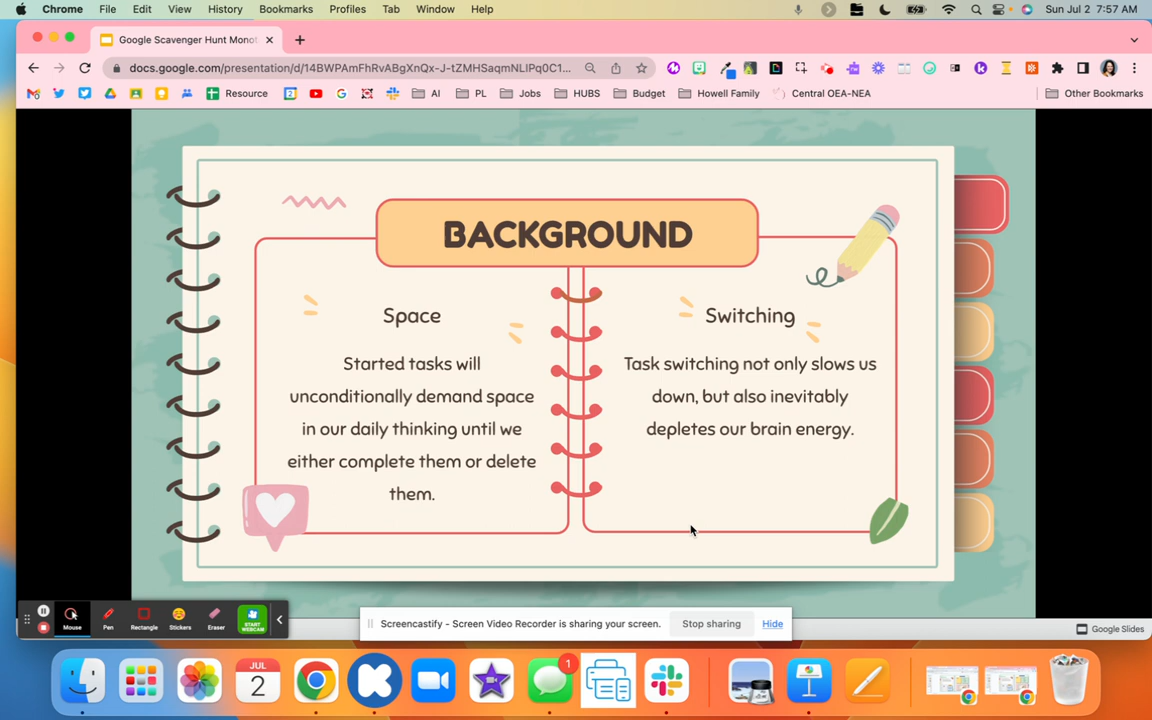 Chrome File Edit View History Bookmarks Profiles Tab Window Help Sun Jul 2 7:57 AM
Google Scavenger Hunt Monot
docs.google.com/presentation/d/14BWPAmFhRvABgXnQx-J-tZMHSaqmNLIPq0C1...
Resource AI PL Jobs HUBS Budget Howell Family Central OEA-NEA Other Bookmarks
BACKGROUND
Space
Started tasks will
unconditionally demand space
in our daily thinking until we
either complete them or delete
them.
Switching
Task switching not only slows us
down, but also inevitably
depletes our brain energy.
Mouse Pen Rectangle Stickers Eraser START WEBCAM
Screencastify - Screen Video Recorder is sharing your screen. Stop sharing Hide
Google Slides
JUL
2
1